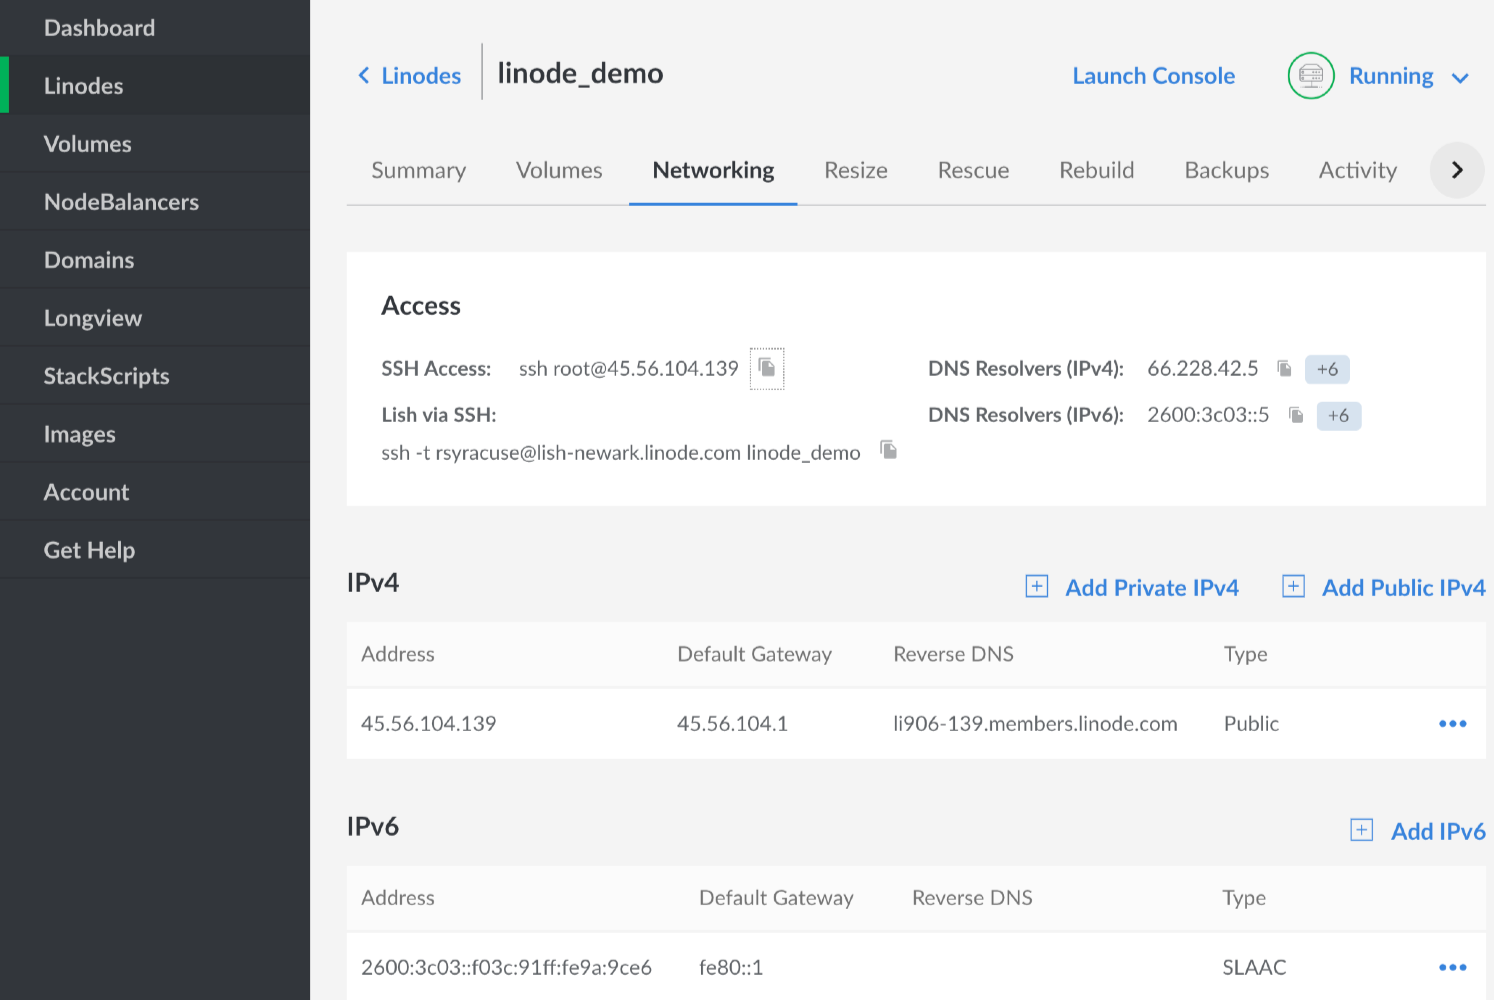 Dashboard
Linodes
Volumes
NodeBalancers
Domains
Longview
StackScripts
Images
Account
Get Help
Linodes
linode_demo
Launch Console
Running
Summary Volumes Networking Resize Rescue Rebuild Backups Activity
Access
SSH Access: ssh root@45.56.104.139
Lish via SSH:
ssh -t rsyracuse@lish-newark.linode.com linode_demo
DNS Resolvers (IPv4): 66.228.42.5 +6
DNS Resolvers (IPv6): 2600:3c03::5 +6
IPv4
Add Private IPv4
Add Public IPv4
Address Default Gateway Reverse DNS Type
45.56.104.139 45.56.104.1 li906-139.members.linode.com Public
IPv6
Add IPv6
Address Default Gateway Reverse DNS Type
2600:3c03::f03c:91ff:fe9a:9ce6 fe80::1 SLAAC